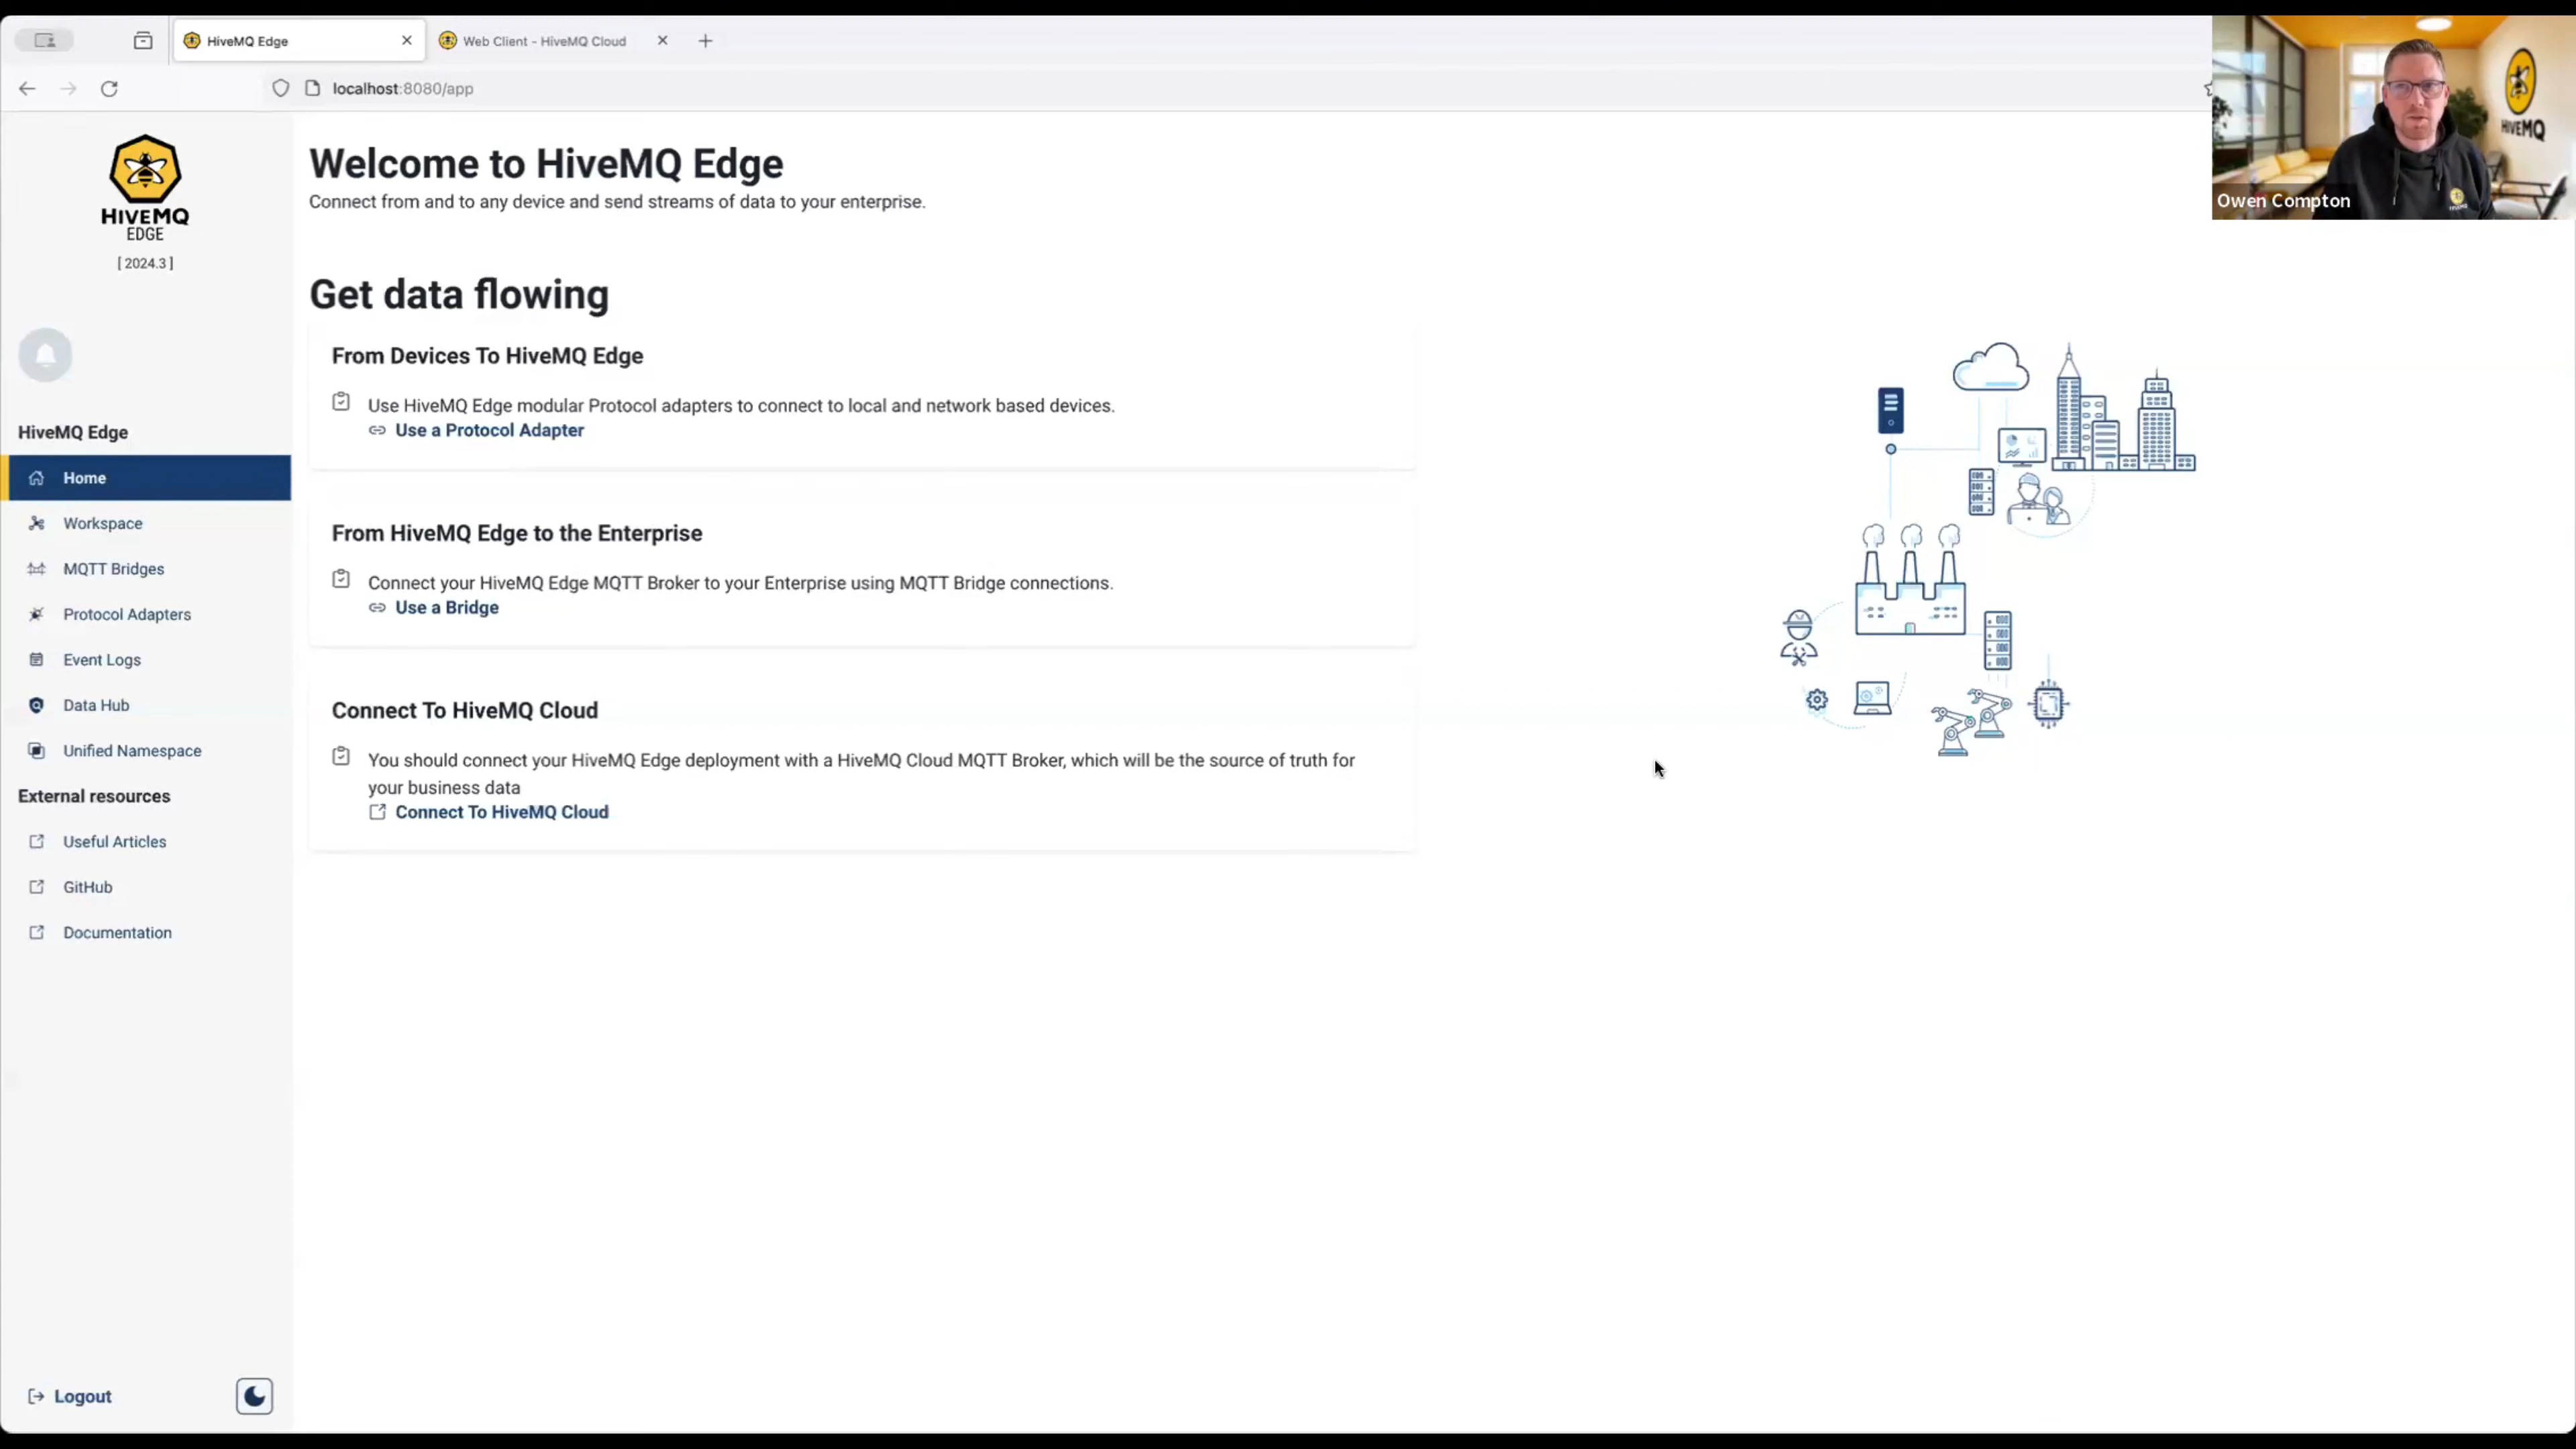 HiveMQ Edge
Web Client - HiveMQ Cloud
localhost:8080/app
HIVEMQ
EDGE
[ 2024.3 ]
HiveMQ Edge
Home
Workspace
MQTT Bridges
Protocol Adapters
Event Logs
Data Hub
Unified Namespace
External resources
Useful Articles
GitHub
Documentation
Logout
Welcome to HiveMQ Edge
Connect from and to any device and send streams of data to your enterprise.
Get data flowing
From Devices To HiveMQ Edge
Use HiveMQ Edge modular Protocol adapters to connect to local and network based devices.
Use a Protocol Adapter
From HiveMQ Edge to the Enterprise
Connect your HiveMQ Edge MQTT Broker to your Enterprise using MQTT Bridge connections.
Use a Bridge
Connect To HiveMQ Cloud
You should connect your HiveMQ Edge deployment with a HiveMQ Cloud MQTT Broker, which will be the source of truth for
your business data
Connect To HiveMQ Cloud
HIVEMQ
Owen Compton